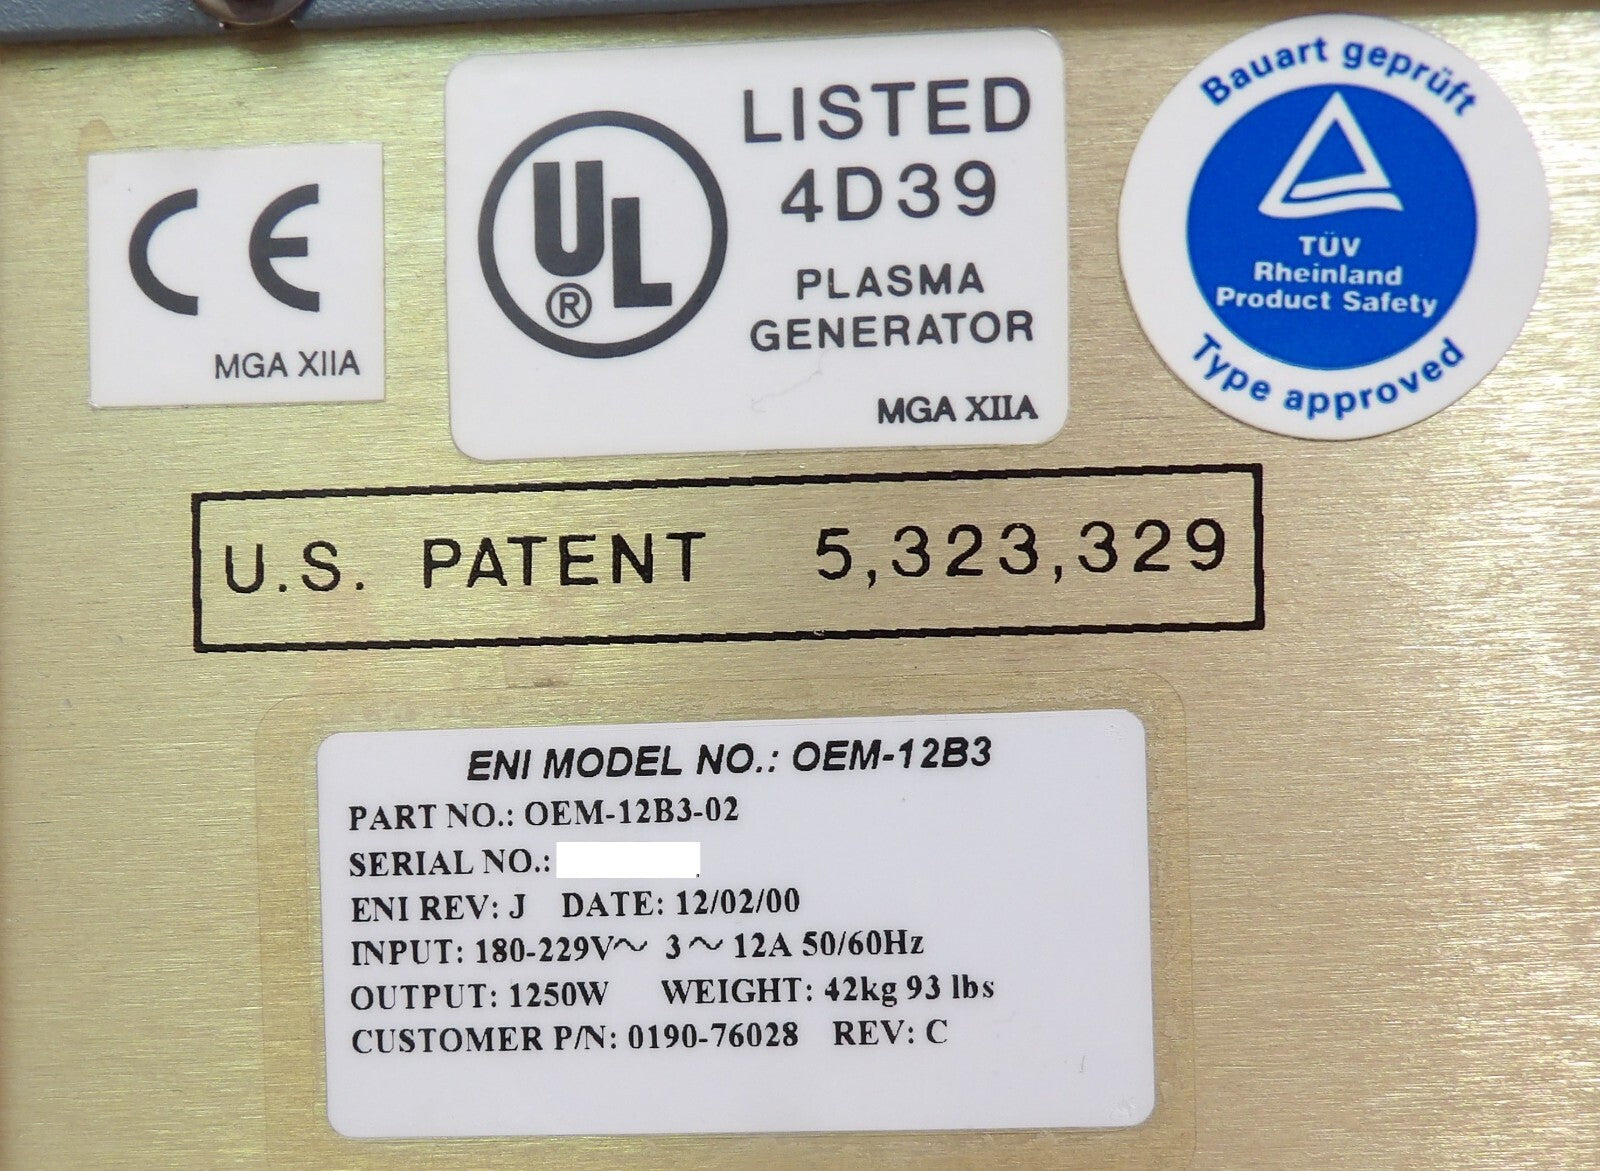 CE
MGA XIIA
UL
®
LISTED
4D39
PLASMA
GENERATOR
MGA XIIA
Bauart geprüft
TÜV
Rheinland
Product Safety
Type approved
U.S. PATENT 5,323,329
ENI MODEL NO.: OEM-12B3
PART NO.: OEM-12B3-02
SERIAL NO.:
ENI REV: J DATE: 12/02/00
INPUT: 180-229V~ 3~ 12A 50/60Hz
OUTPUT: 1250W WEIGHT: 42kg 93 lbs
CUSTOMER P/N: 0190-76028 REV: C